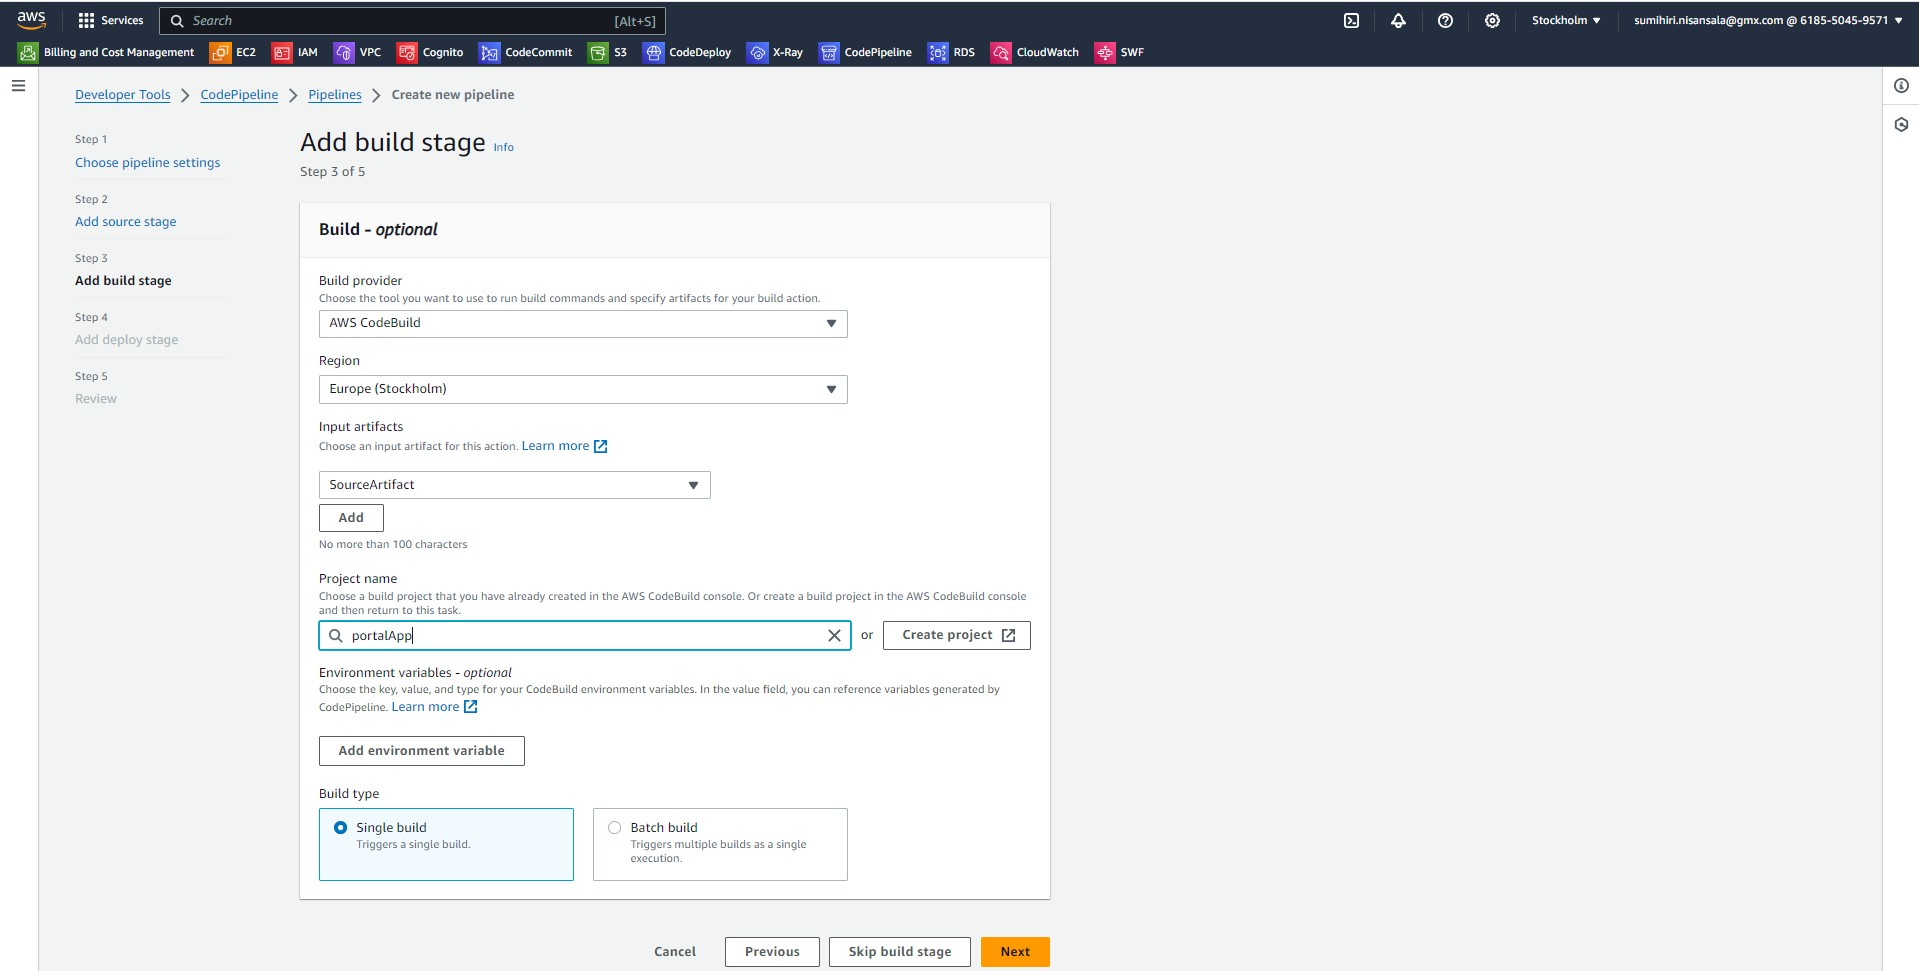 aws
Services
Search
[Alt+S]
Stockholm
sumihiri.nisansala@gmx.com @ 6185-5045-9571
Billing and Cost Management
EC2
IAM
VPC
Cognito
CodeCommit
S3
CodeDeploy
X-Ray
CodePipeline
RDS
CloudWatch
SWF
Developer Tools
CodePipeline
Pipelines
Create new pipeline
Step 1
Choose pipeline settings
Step 2
Add source stage
Step 3
Add build stage
Step 4
Add deploy stage
Step 5
Review
Add build stage Info
Step 3 of 5
Build - optional
Build provider
Choose the tool you want to use to run build commands and specify artifacts for your build action.
AWS CodeBuild
Region
Europe (Stockholm)
Input artifacts
Choose an input artifact for this action. Learn more
SourceArtifact
Add
No more than 100 characters
Project name
Choose a build project that you have already created in the AWS CodeBuild console. Or create a build project in the AWS CodeBuild console
and then return to this task.
portalApp
or
Create project
Environment variables - optional
Choose the key, value, and type for your CodeBuild environment variables. In the value field, you can reference variables generated by
CodePipeline. Learn more
Add environment variable
Build type
Single build
Triggers a single build.
Batch build
Triggers multiple builds as a single
execution.
Cancel
Previous
Skip build stage
Next